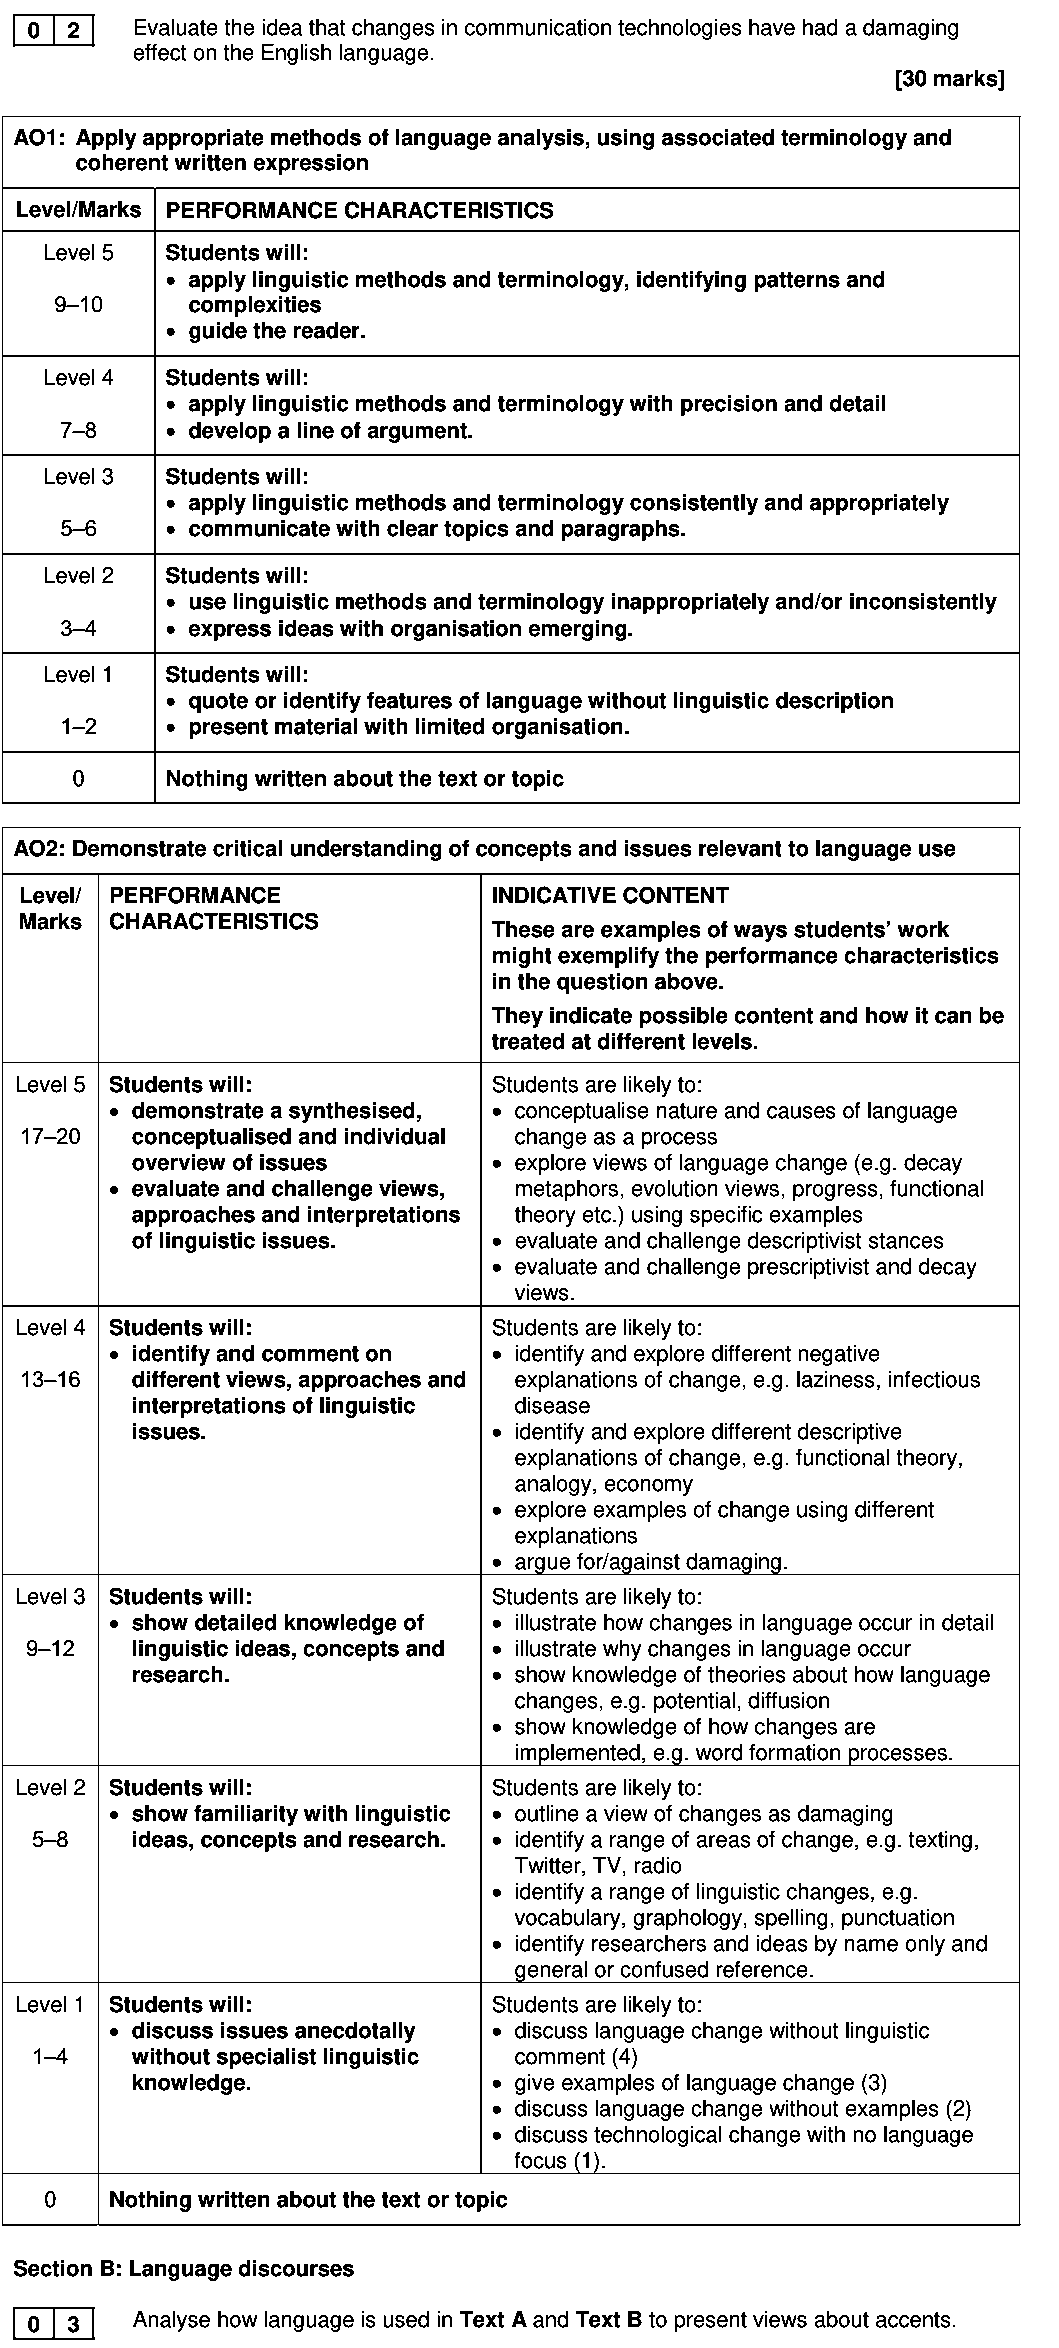 0 2 Evaluate the idea that changes in communication technologies have had a damaging
effect on the English language.
[30 marks]
AO1: Apply appropriate methods of language analysis, using associated terminology and
coherent written expression
Level/Marks PERFORMANCE CHARACTERISTICS
Level 5
9–10
Students will:
• apply linguistic methods and terminology, identifying patterns and
complexities
• guide the reader.
Level 4
7–8
Students will:
• apply linguistic methods and terminology with precision and detail
• develop a line of argument.
Level 3
5–6
Students will:
• apply linguistic methods and terminology consistently and appropriately
• communicate with clear topics and paragraphs.
Level 2
3–4
Students will:
• use linguistic methods and terminology inappropriately and/or inconsistently
• express ideas with organisation emerging.
Level 1
1–2
Students will:
• quote or identify features of language without linguistic description
• present material with limited organisation.
0 Nothing written about the text or topic
AO2: Demonstrate critical understanding of concepts and issues relevant to language use
Level/
Marks
PERFORMANCE
CHARACTERISTICS
INDICATIVE CONTENT
These are examples of ways students' work
might exemplify the performance characteristics
in the question above.
They indicate possible content and how it can be
treated at different levels.
Level 5
17–20
Students will:
• demonstrate a synthesised,
conceptualised and individual
overview of issues
• evaluate and challenge views,
approaches and interpretations
of linguistic issues.
Students are likely to:
• conceptualise nature and causes of language
change as a process
• explore views of language change (e.g. decay
metaphors, evolution views, progress, functional
theory etc.) using specific examples
• evaluate and challenge descriptivist stances
• evaluate and challenge prescriptivist and decay
views.
Level 4
13–16
Students will:
• identify and comment on
different views, approaches and
interpretations of linguistic
issues.
Students are likely to:
• identify and explore different negative
explanations of change, e.g. laziness, infectious
disease
• identify and explore different descriptive
explanations of change, e.g. functional theory,
analogy, economy
• explore examples of change using different
explanations
• argue for/against damaging.
Level 3
9–12
Students will:
• show detailed knowledge of
linguistic ideas, concepts and
research.
Students are likely to:
• illustrate how changes in language occur in detail
• illustrate why changes in language occur
• show knowledge of theories about how language
changes, e.g. potential, diffusion
• show knowledge of how changes are
implemented, e.g. word formation processes.
Level 2
5–8
Students will:
• show familiarity with linguistic
ideas, concepts and research.
Students are likely to:
• outline a view of changes as damaging
• identify a range of areas of change, e.g. texting,
Twitter, TV, radio
• identify a range of linguistic changes, e.g.
vocabulary, graphology, spelling, punctuation
• identify researchers and ideas by name only and
general or confused reference.
Level 1
1–4
Students will:
• discuss issues anecdotally
without specialist linguistic
knowledge.
Students are likely to:
• discuss language change without linguistic
comment (4)
• give examples of language change (3)
• discuss language change without examples (2)
• discuss technological change with no language
focus (1).
0 Nothing written about the text or topic
Section B: Language discourses
0 3 Analyse how language is used in Text A and Text B to present views about accents.